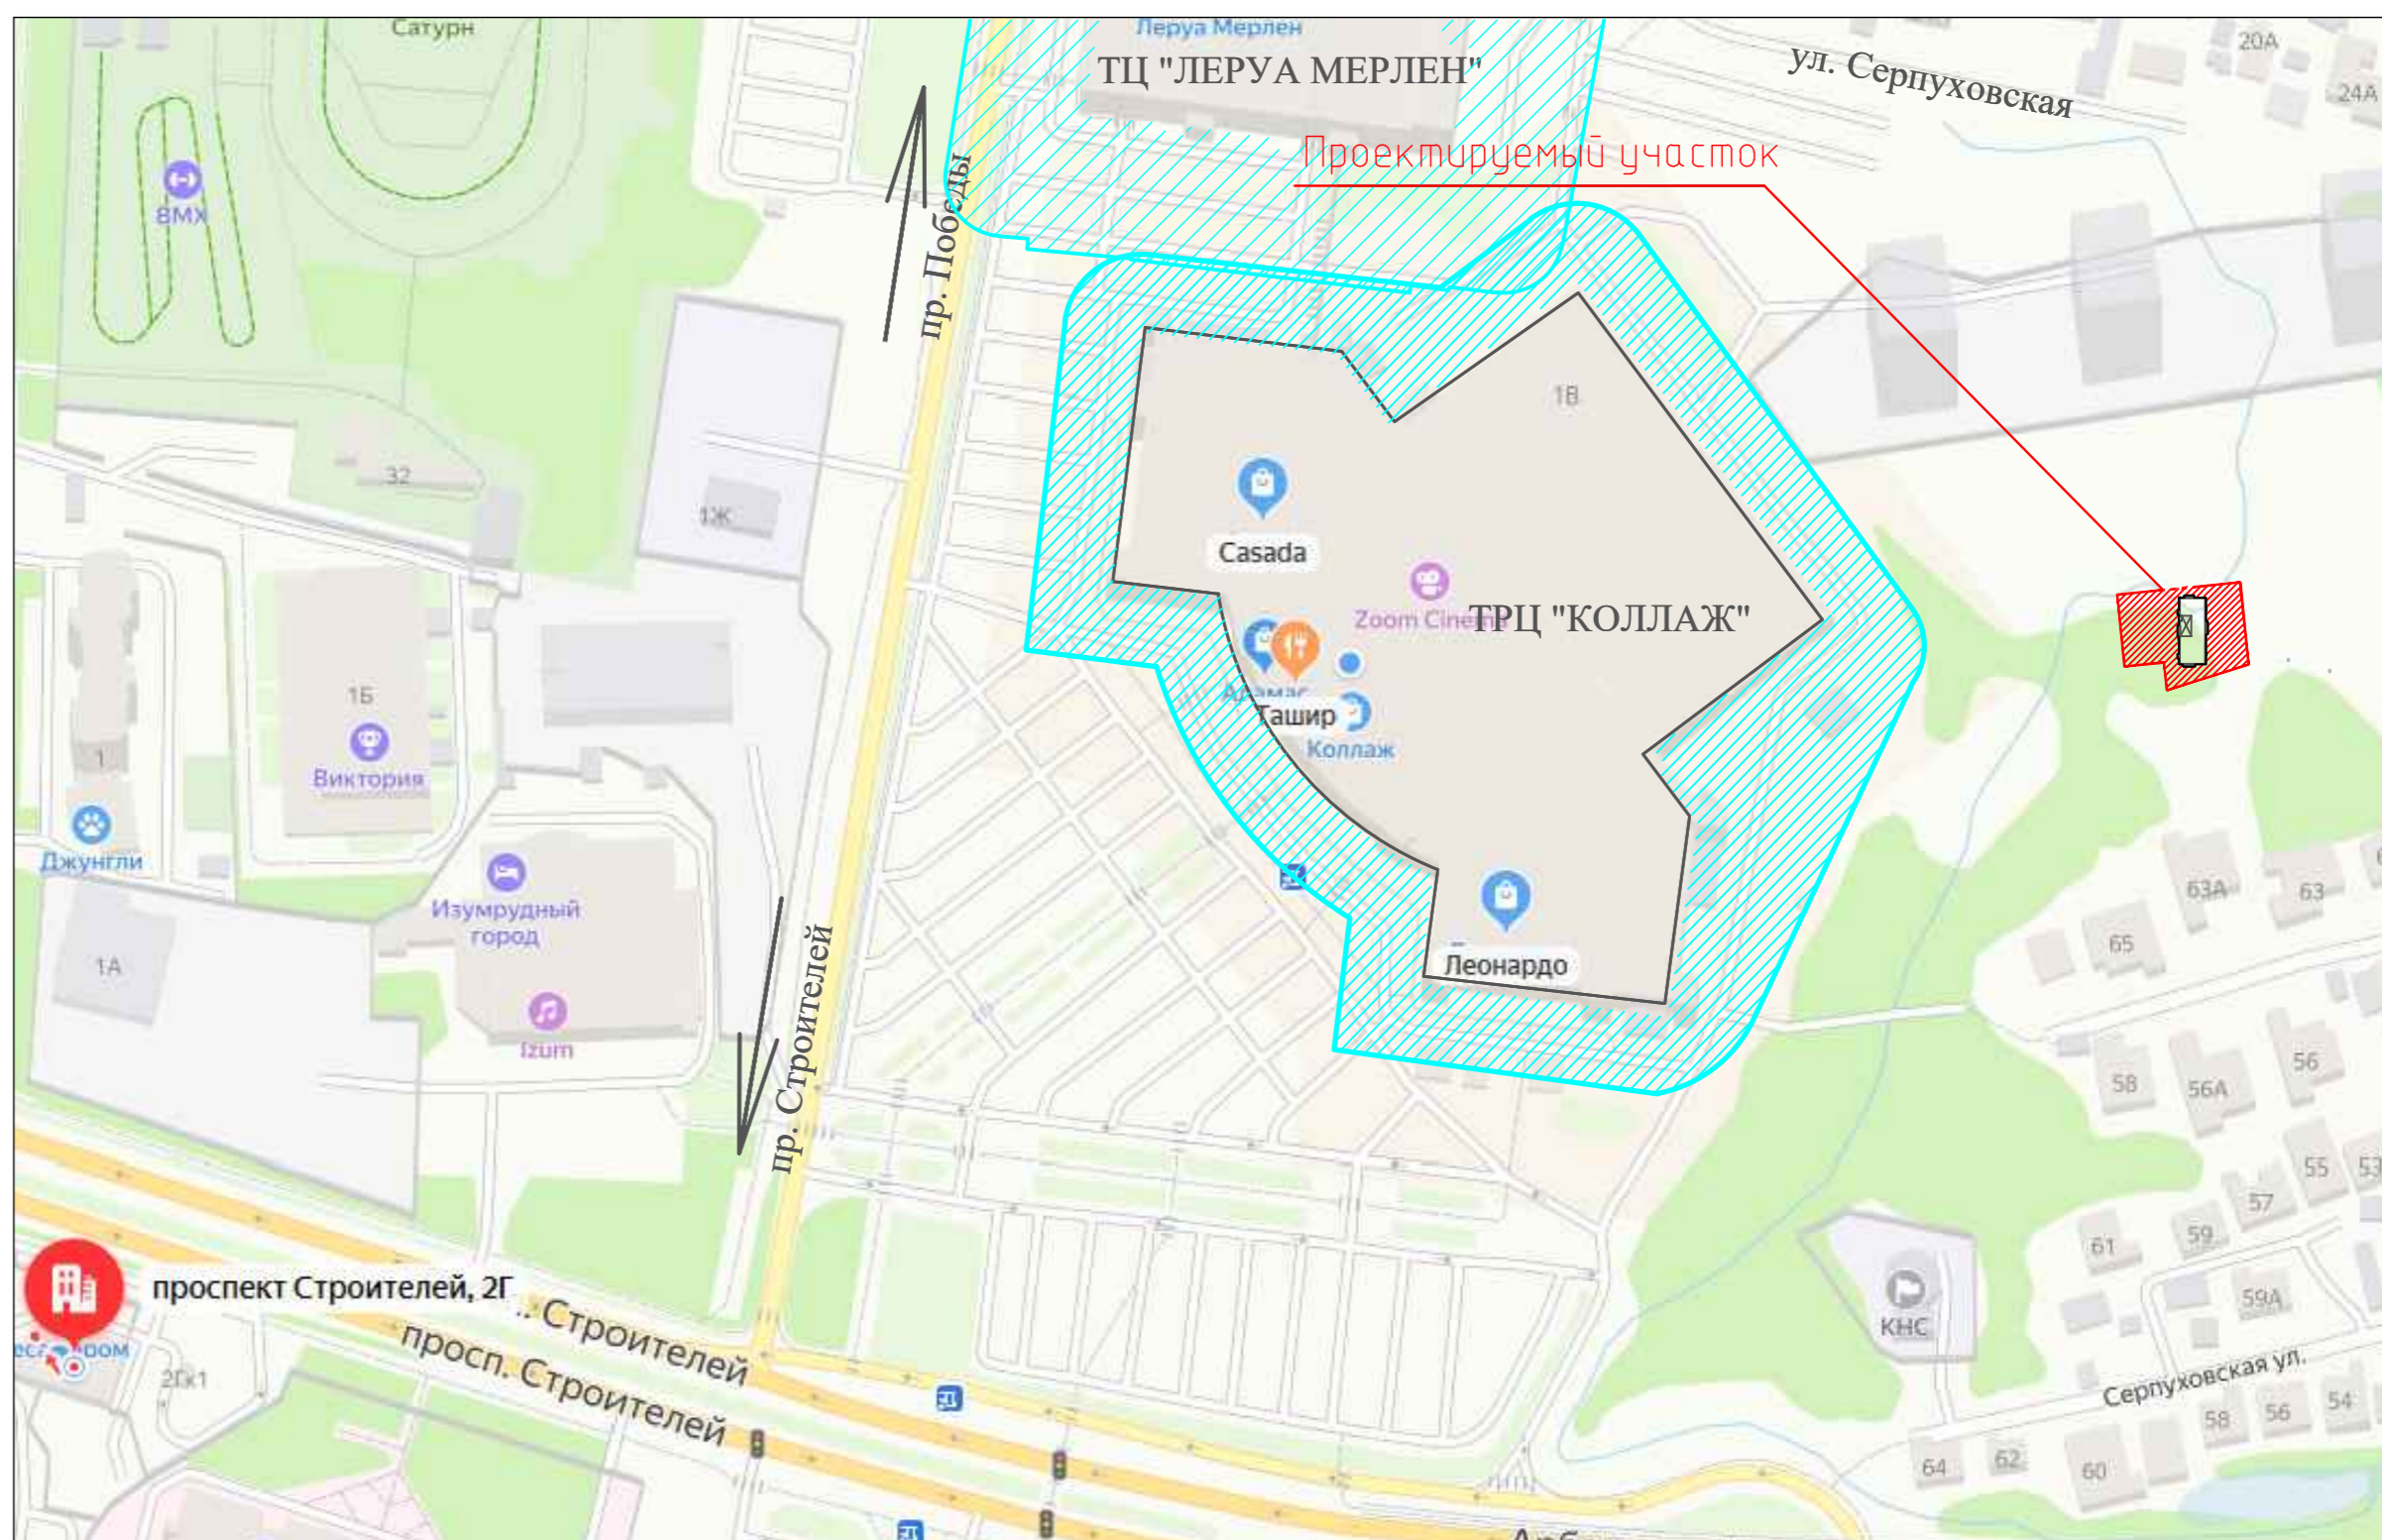 Сатурн
Леруа Мерлен
ТЦ "ЛЕРУА МЕРЛЕН"
ул. Серпуховская
20А
24А
Проектируемый участок
BMX
пр. Победы
1В
32
1Ж
Casada
Zoom Cinema
ТРЦ "КОЛЛАЖ"
Адамас
Ташир
Коллаж
1Б
Виктория
1
Джунгли
Изумрудный
город
1А
Izum
Леонардо
63А
63
65
пр. Строителей
58
56А
56
55
53
57
59
61
59А
КНС
проспект Строителей, 2Г
.. Строителей
просп. Строителей
2Гк1
Серпуховская ул.
58
56
54
64
62
60